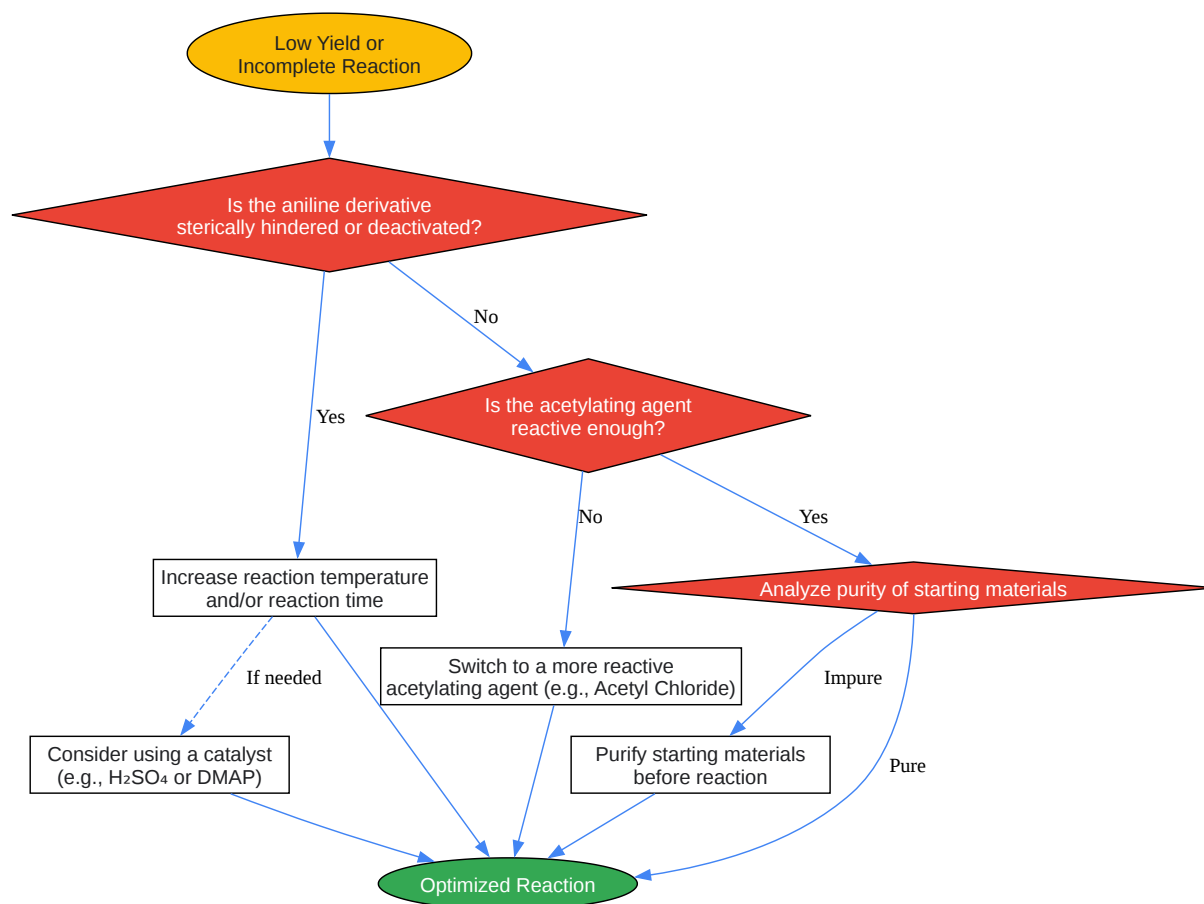 Low Yield or
Incomplete Reaction
Is the aniline derivative
sterically hindered or deactivated?
No
Yes
Is the acetylating agent
reactive enough?
No
Yes
Increase reaction temperature
and/or reaction time
Analyze purity of starting materials
If needed
Switch to a more reactive
acetylating agent (e.g., Acetyl Chloride)
Impure
Consider using a catalyst
(e.g., H₂SO₄ or DMAP)
Purify starting materials
before reaction
Pure
Optimized Reaction